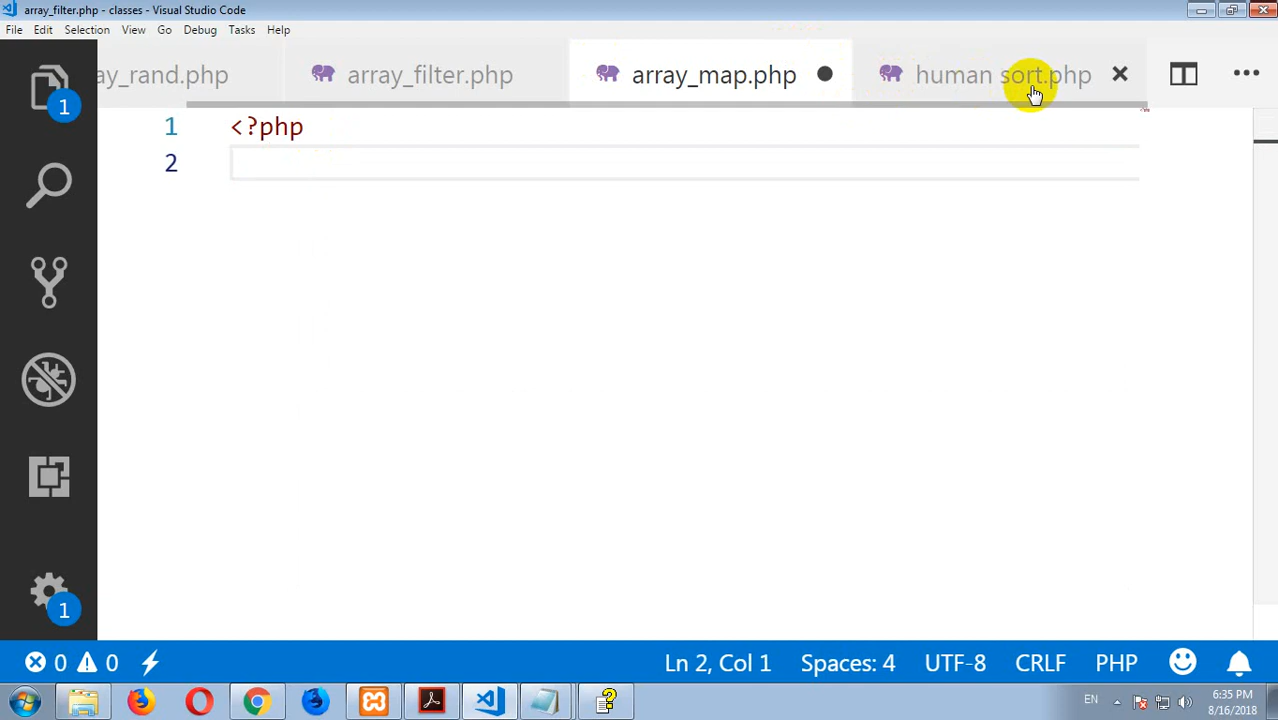 array_filter.php - classes - Visual Studio Code
File Edit Selection View Go Debug Tasks Help
ay_rand.php array_filter.php array_map.php human sort.php
1 <?php
2
1
1
0 0 Ln 2, Col 1 Spaces: 4 UTF-8 CRLF PHP
EN 6:35 PM
8/16/2018